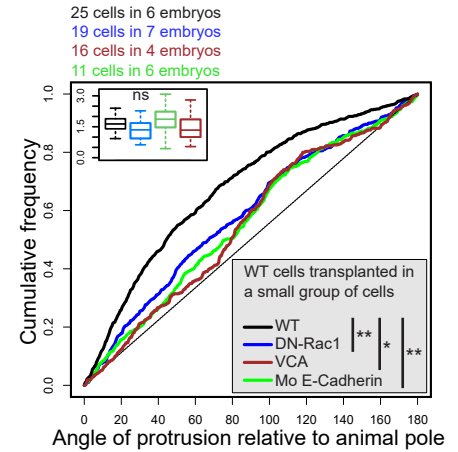 25 cells in 6 embryos
19 cells in 7 embryos
16 cells in 4 embryos
11 cells in 6 embryos
ns
3.0
1.5
0.0
1.0
0.8
0.6
0.4
0.2
0.0
Cumulative frequency
WT cells transplanted in
a small group of cells
WT
DN-Rac1
VCA
Mo E-Cadherin
** * **
0 20 40 60 80 100 120 140 160 180
Angle of protrusion relative to animal pole